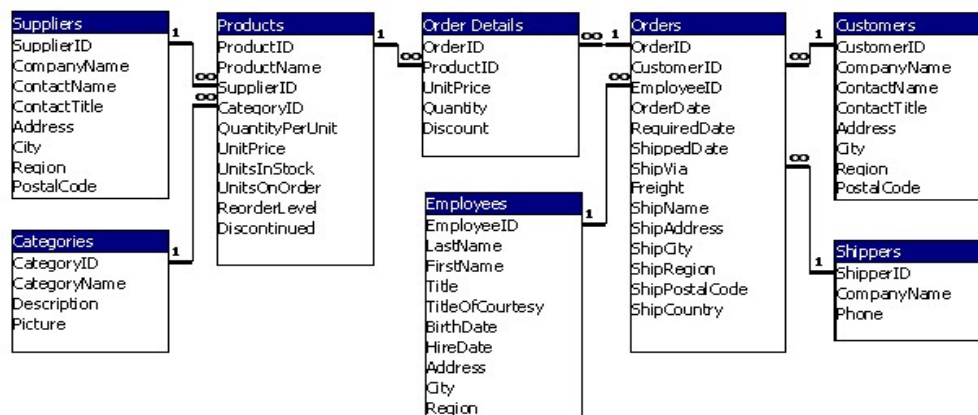 Suppliers
SupplierID
CompanyName
ContactName
ContactTitle
Address
City
Region
PostalCode
Categories
CategoryID
CategoryName
Description
Picture
1
∞
∞
1
Products
ProductID
ProductName
SupplierID
CategoryID
QuantityPerUnit
UnitPrice
UnitsInStock
UnitsOnOrder
ReorderLevel
Discontinued
1
∞
Order Details
OrderID
ProductID
UnitPrice
Quantity
Discount
∞
1
∞
1
Employees
EmployeeID
LastName
FirstName
Title
TitleOfCourtesy
BirthDate
HireDate
Address
City
Region
Orders
OrderID
CustomerID
EmployeeID
OrderDate
RequiredDate
ShippedDate
ShipVia
Freight
ShipName
ShipAddress
ShipCity
ShipRegion
ShipPostalCode
ShipCountry
1
∞
∞
1
Customers
CustomerID
CompanyName
ContactName
ContactTitle
Address
City
Region
PostalCode
Shippers
ShipperID
CompanyName
Phone